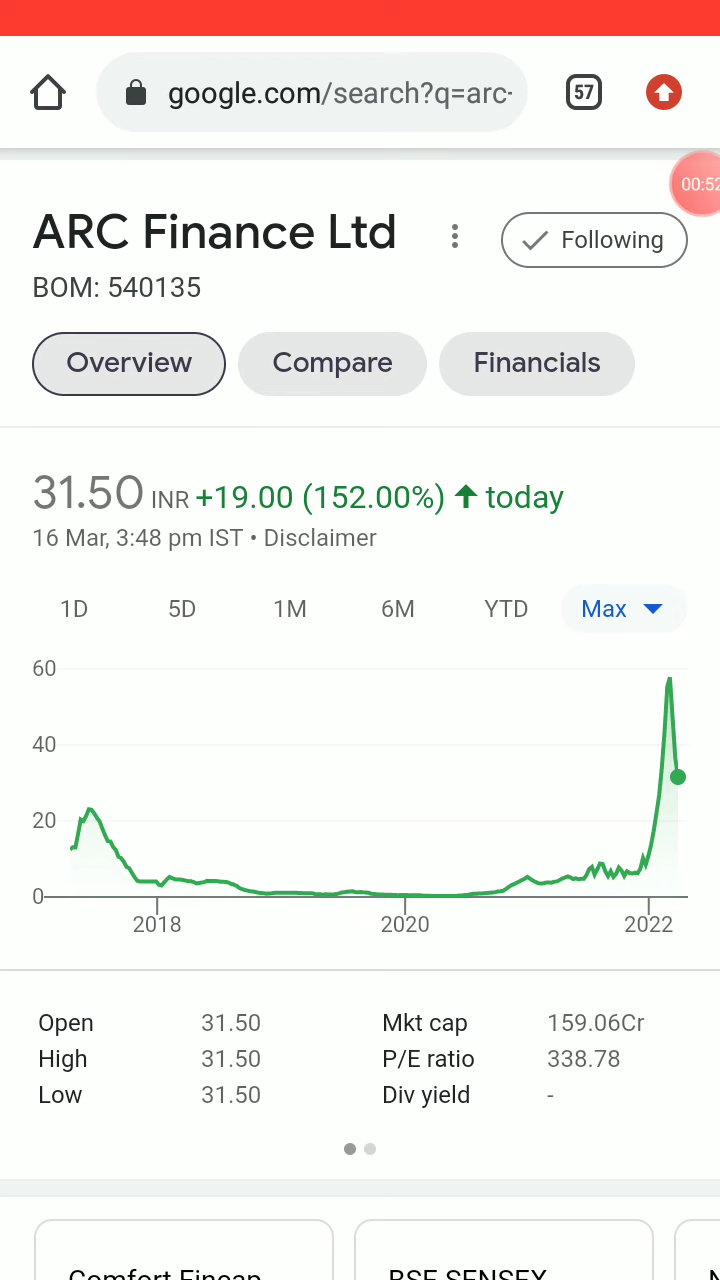 google.com/search?q=arc-
57
00:52
ARC Finance Ltd
Following
BOM: 540135
Overview Compare Financials
31.50 INR +19.00 (152.00%) today
16 Mar, 3:48 pm IST • Disclaimer
1D 5D 1M 6M YTD Max
60
40
20
0
2018 2020 2022
Open 31.50 Mkt cap 159.06Cr
High 31.50 P/E ratio 338.78
Low 31.50 Div yield -
Comfort Fincap BSE SENSEX